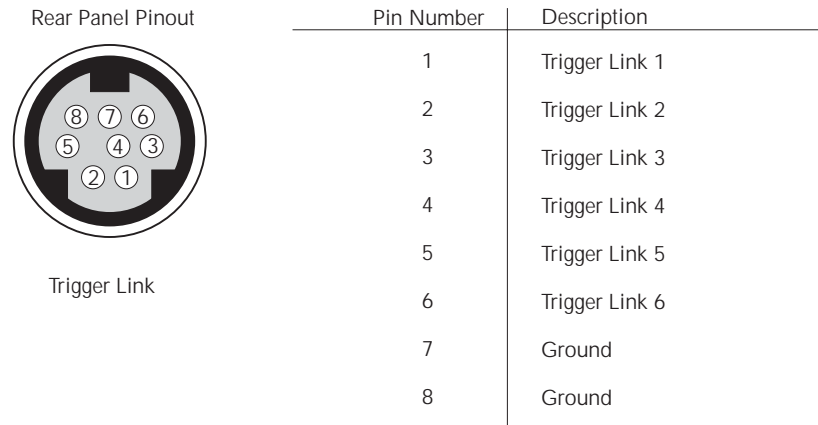 Rear Panel Pinout
8 7 6
5 4 3
2 1
Trigger Link
Pin Number Description
1 Trigger Link 1
2 Trigger Link 2
3 Trigger Link 3
4 Trigger Link 4
5 Trigger Link 5
6 Trigger Link 6
7 Ground
8 Ground